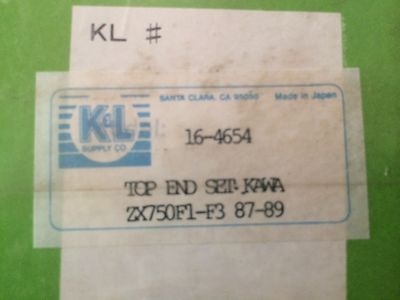 KL #
SANTA CLARA, CA 95050 Made in Japan
K&L
SUPPLY CO.
16-4654
TOP END SET-KAWA
ZX750F1-F3 87-89